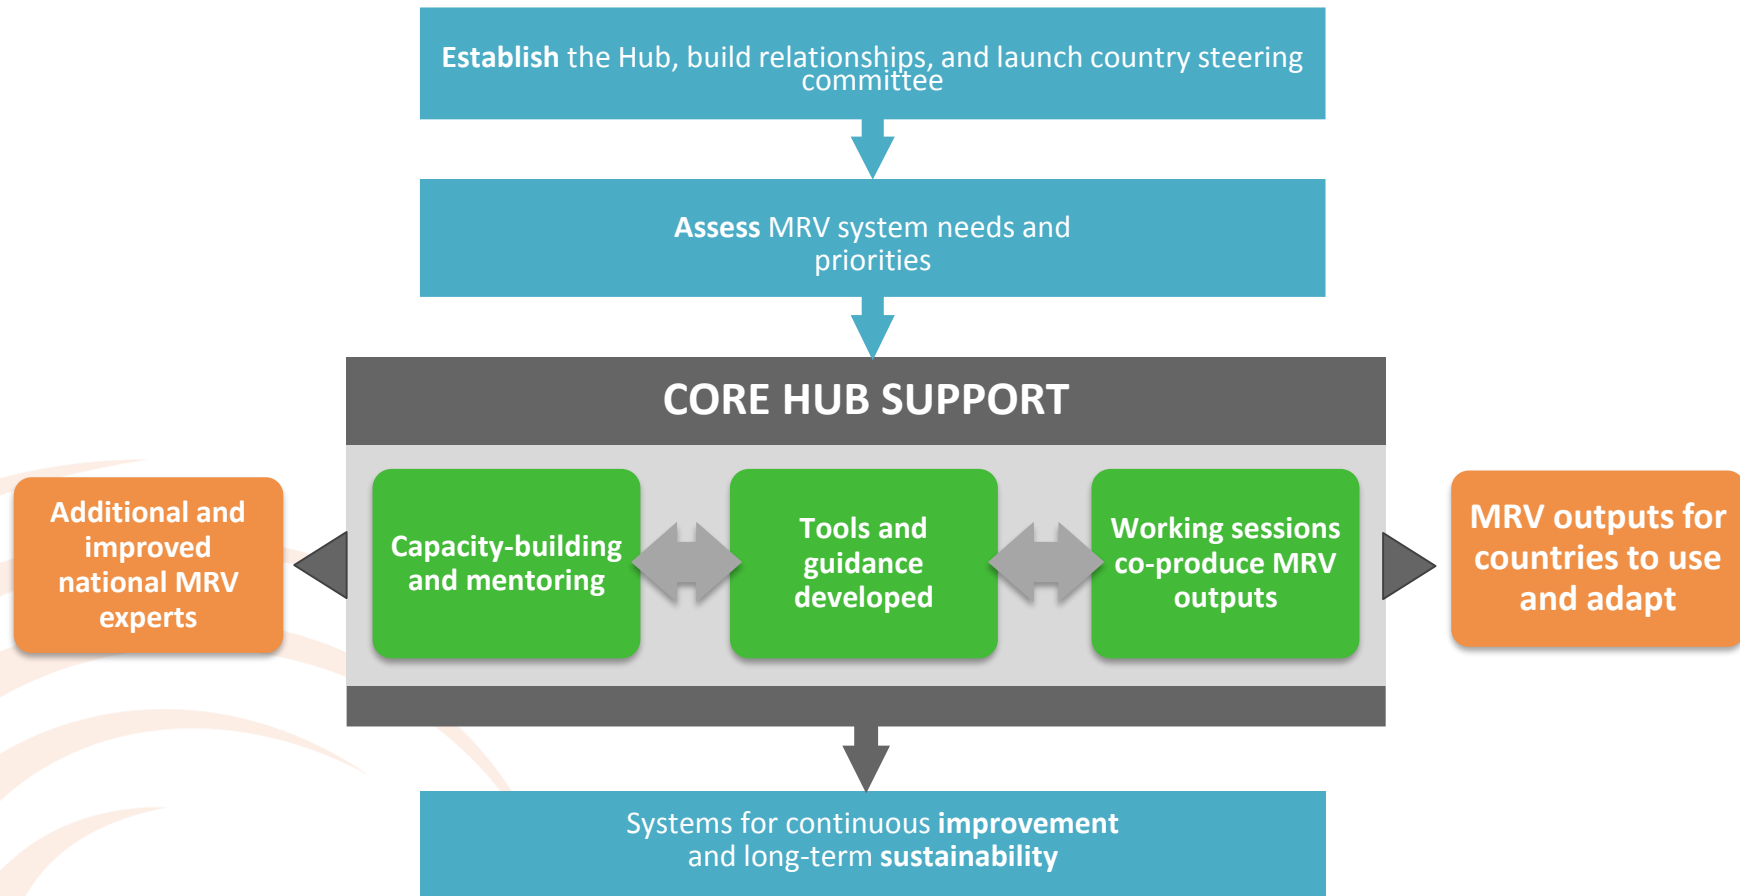 Establish the Hub, build relationships, and launch country steering
committee
Assess MRV system needs and
priorities
CORE HUB SUPPORT
Additional and
improved
national MRV
experts
Capacity-building
and mentoring
Tools and
guidance
developed
Working sessions
co-produce MRV
outputs
MRV outputs for
countries to use
and adapt
Systems for continuous improvement
and long-term sustainability